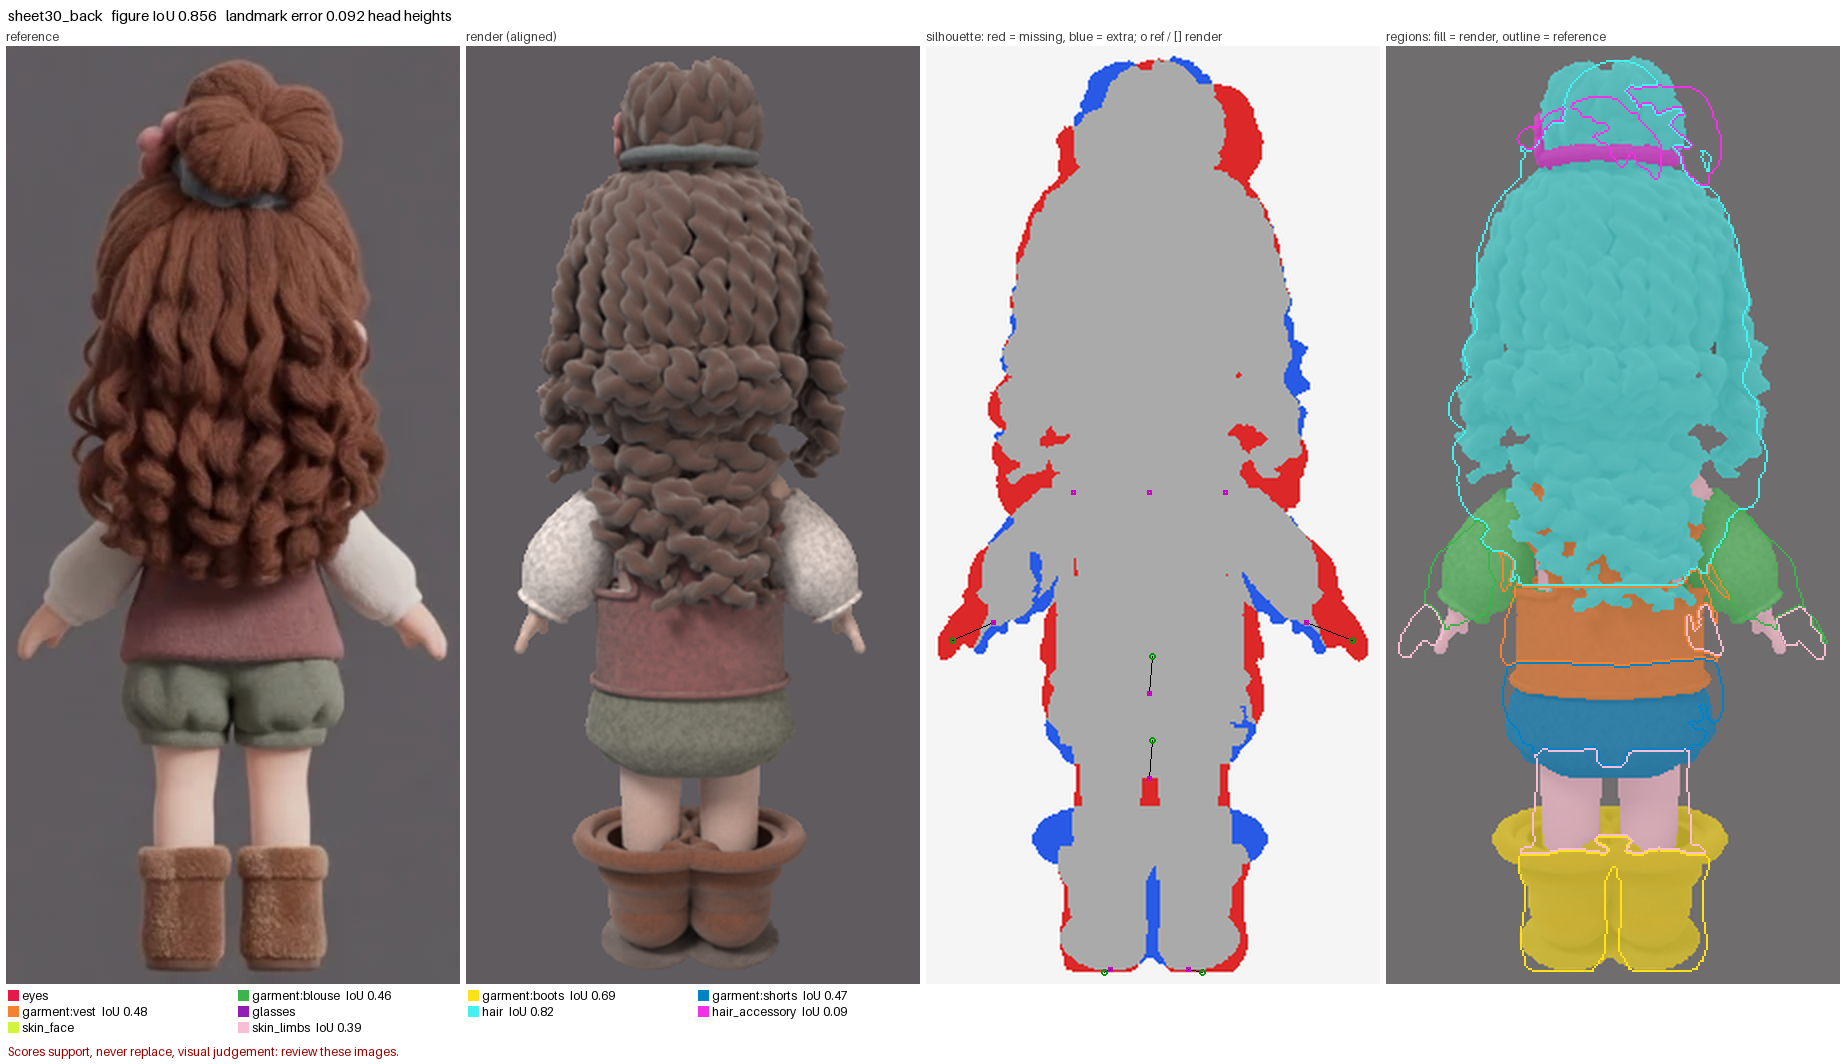 sheet30_back figure IoU 0.856 landmark error 0.092 head heights
reference
render (aligned)
silhouette: red = missing, blue = extra; o ref / [] render
regions: fill = render, outline = reference
eyes
garment:blouse IoU 0.46
garment:boots IoU 0.69
garment:shorts IoU 0.47
garment:vest IoU 0.48
glasses
hair IoU 0.82
hair_accessory IoU 0.09
skin_face
skin_limbs IoU 0.39
Scores support, never replace, visual judgement: review these images.